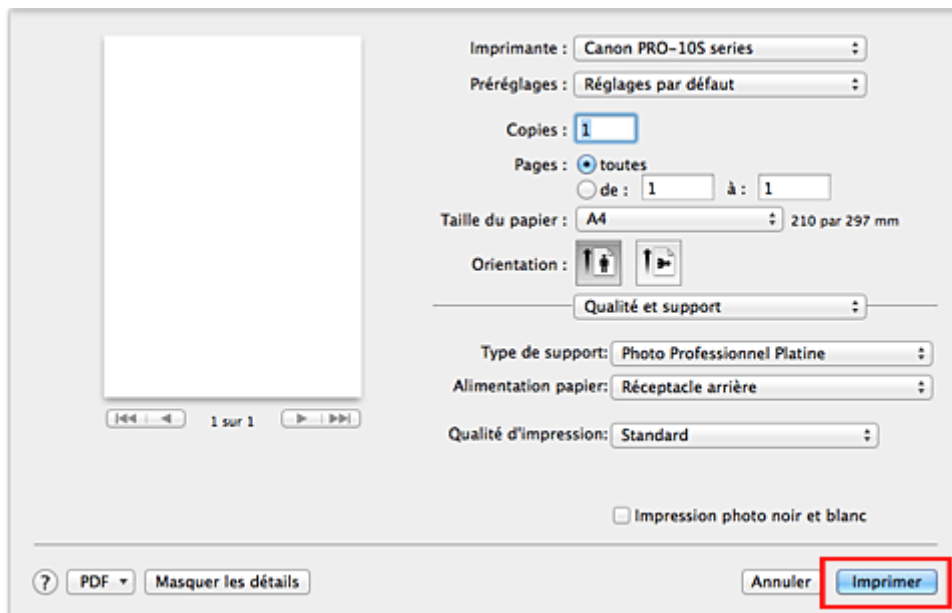 Imprimante : Canon PRO-10S series
Préréglages : Réglages par défaut
Copies : 1
Pages : toutes
de : 1 à : 1
Taille du papier : A4 210 par 297 mm
Orientation :
Qualité et support
Type de support: Photo Professionnel Platine
Alimentation papier: Réceptacle arrière
1 sur 1
Qualité d'impression: Standard
Impression photo noir et blanc
? PDF Masquer les détails Annuler Imprimer